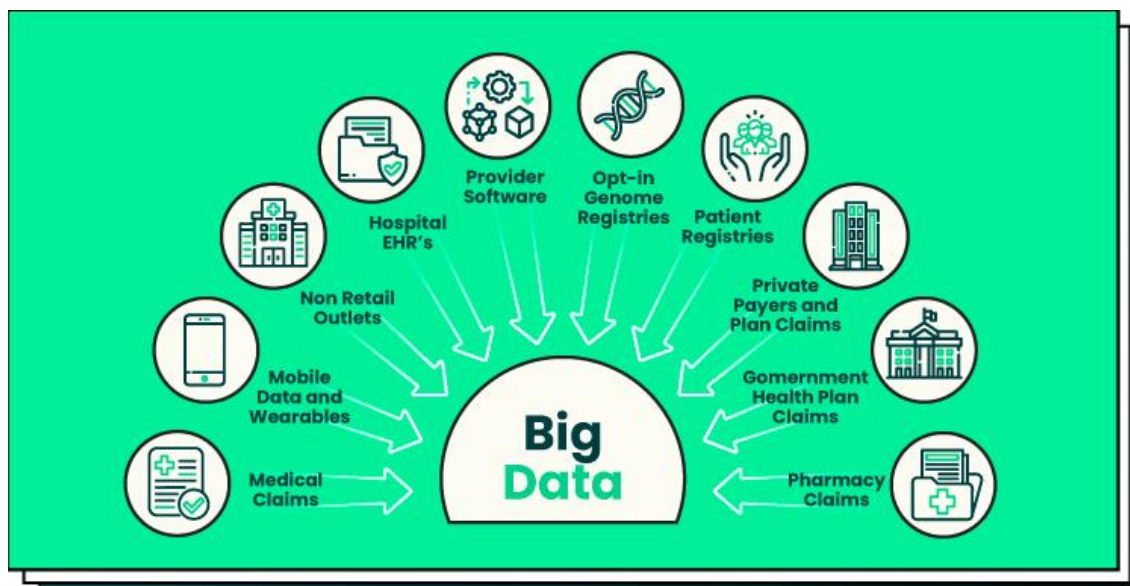 Provider
Software
Opt-in
Genome
Registries
Hospital
EHR's
Patient
Registries
Non Retail
Outlets
Private
Payers and
Plan Claims
Mobile
Data and
Wearables
Gomernment
Health Plan
Claims
Big
Data
Medical
Claims
Pharmacy
Claims